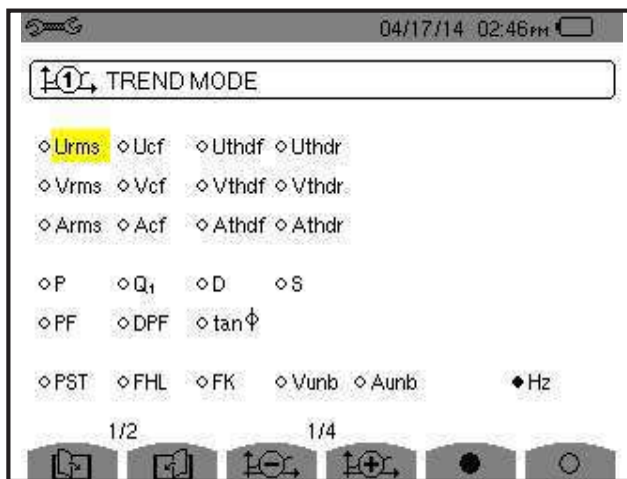 04/17/14 02:46PM
1 TREND MODE
Urms Ucf Uthdf Uthdr
Vrms Vcf Vthdf Vthdr
Arms Acf Athdf Athdr
P Q1 D S
PF DPF tanΦ
PST FHL FK Vunb Aunb Hz
1/2 1/4